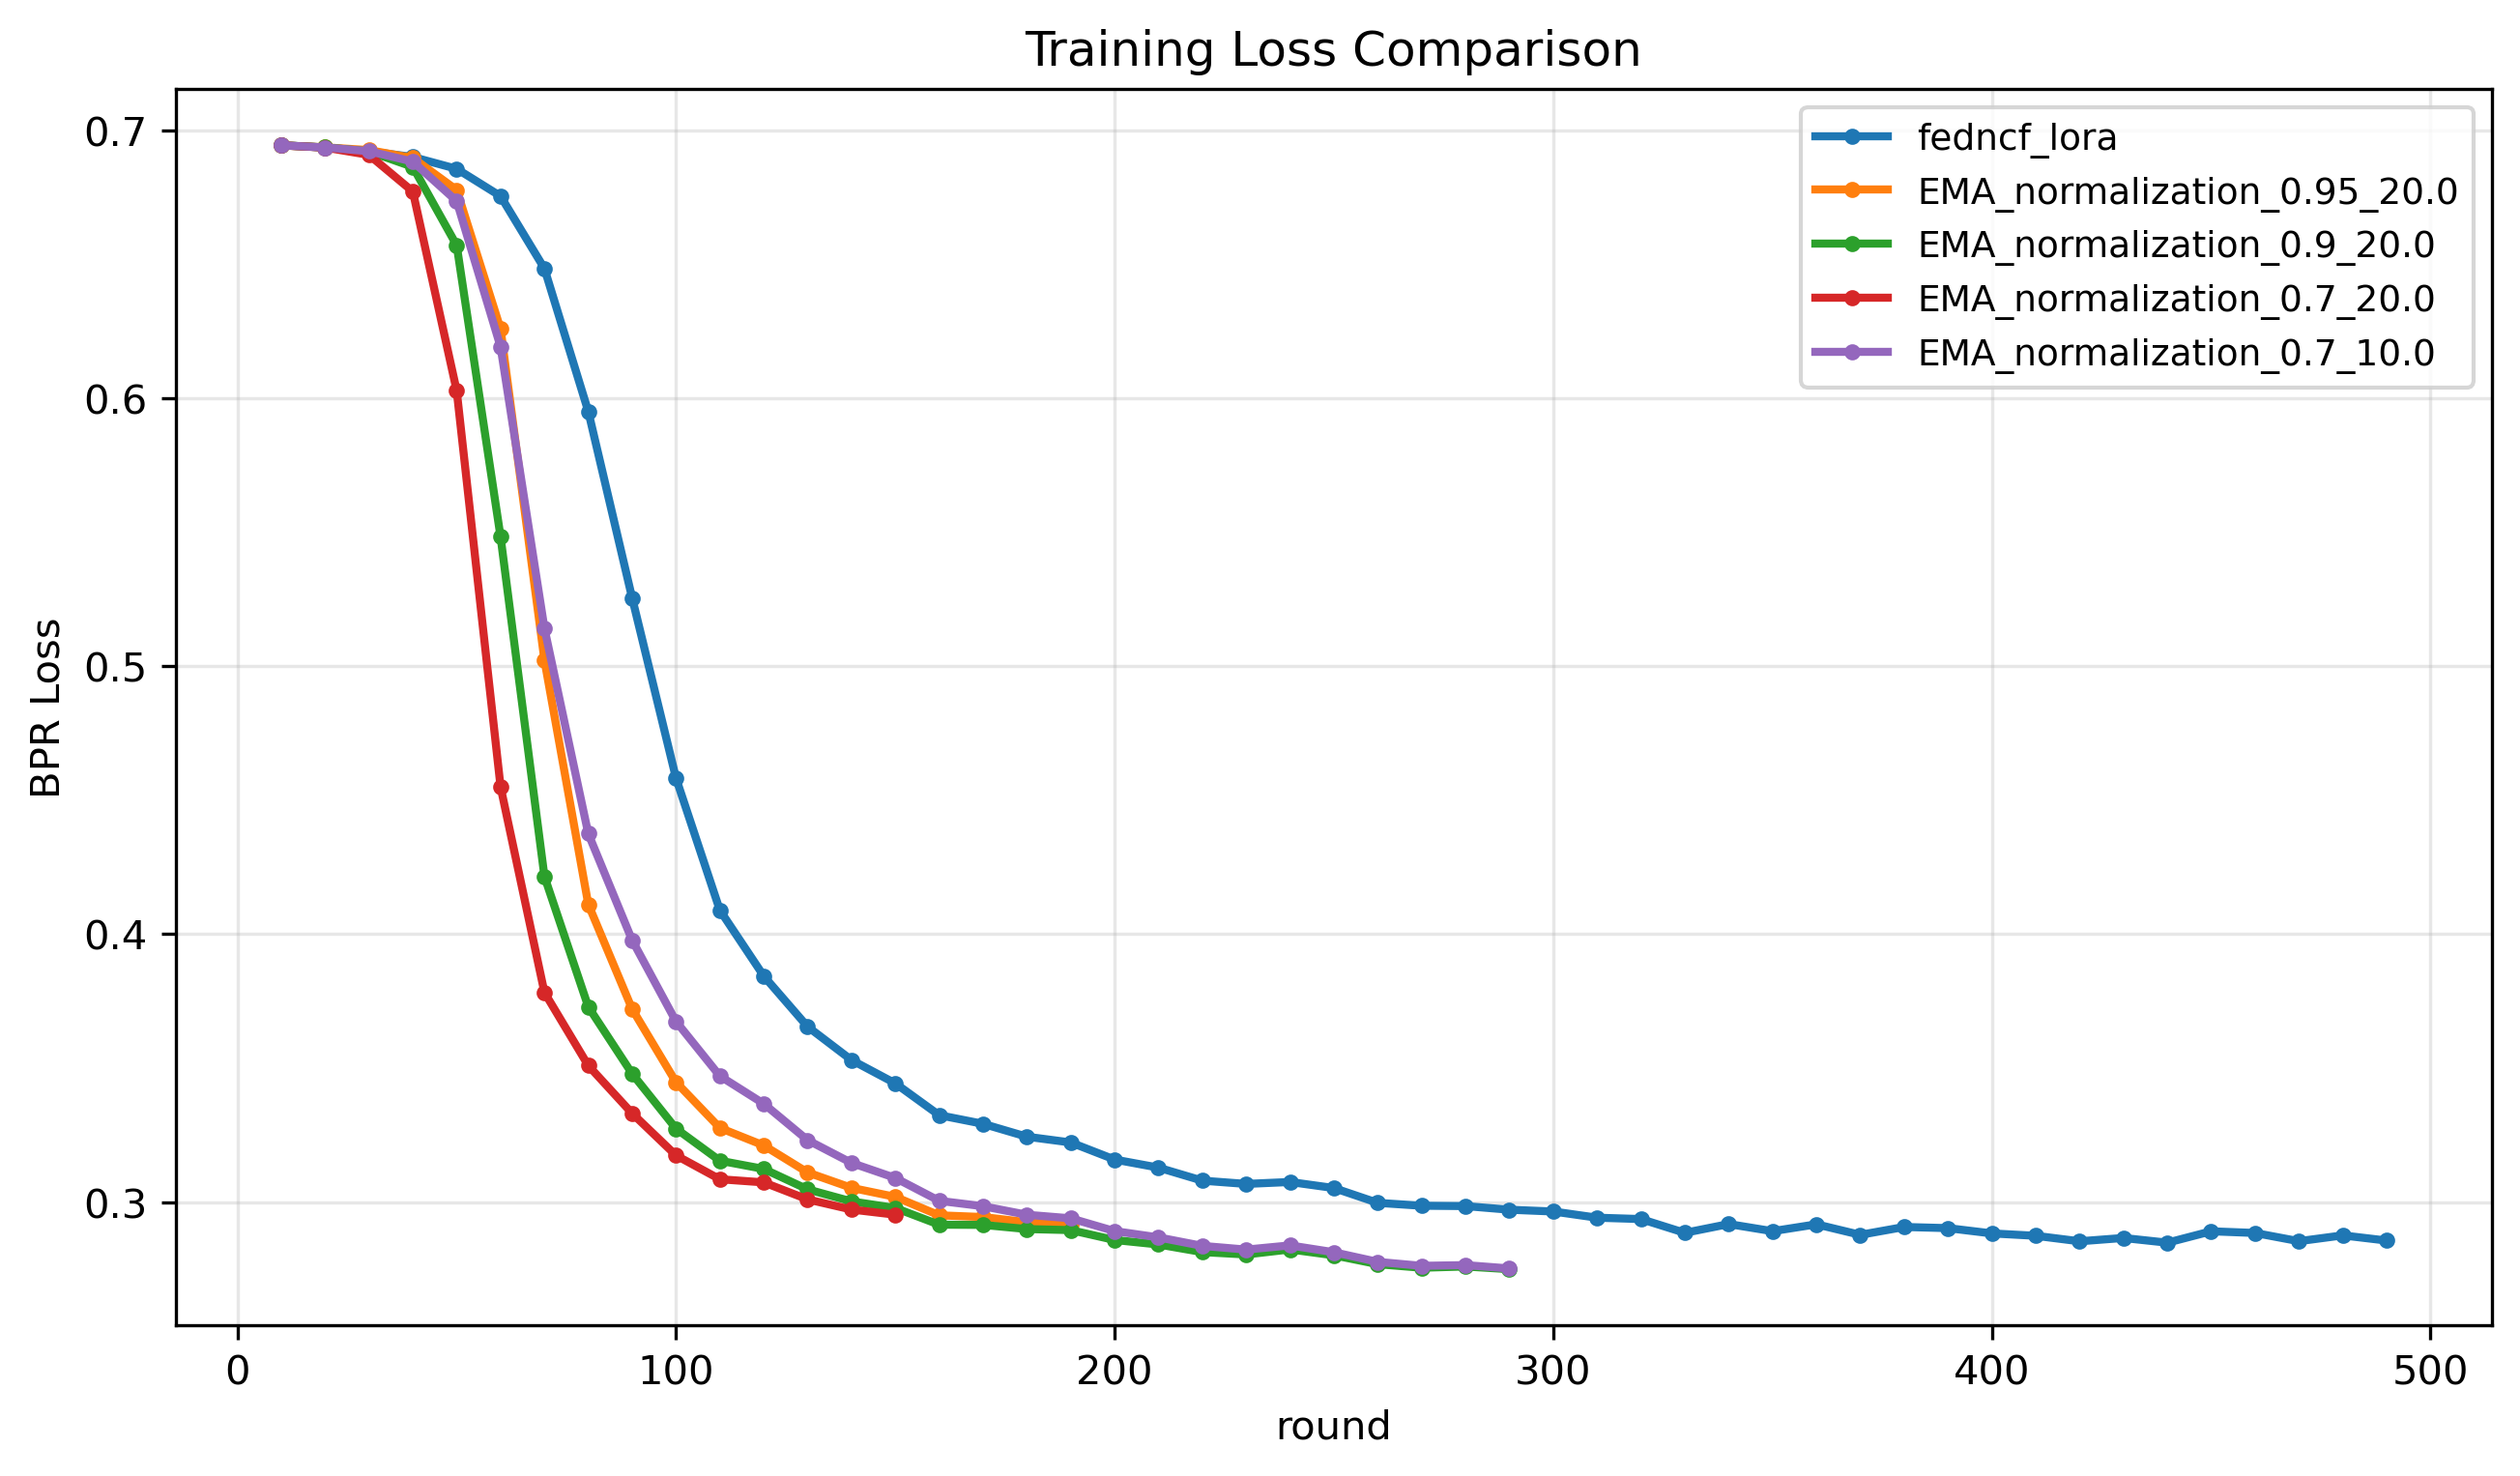 Training Loss Comparison
fedncf_lora
EMA_normalization_0.95_20.0
EMA_normalization_0.9_20.0
EMA_normalization_0.7_20.0
EMA_normalization_0.7_10.0
BPR Loss
0.7
0.6
0.5
0.4
0.3
0 100 200 300 400 500
round